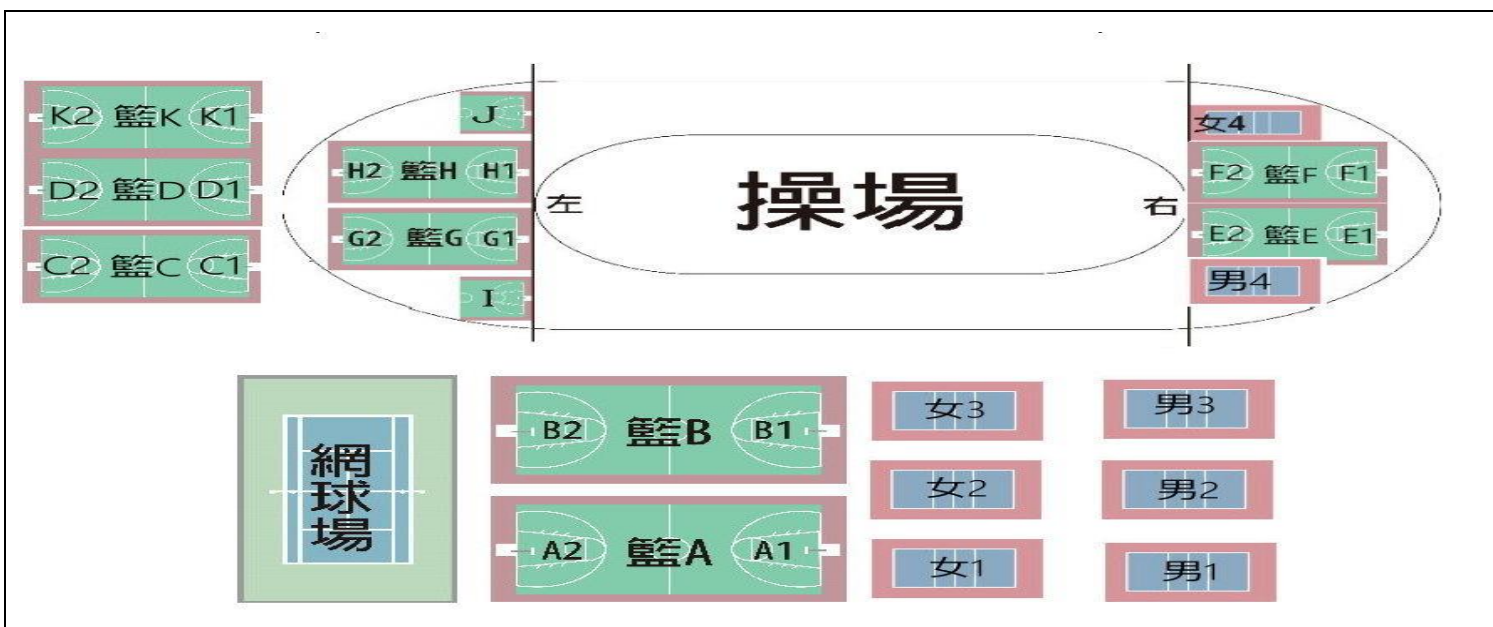 K2 籃K K1
D2 籃D D1
C2 籃C C1
J
H2 籃H H1
G2 籃G G1
I
左 操場 右
女4
F2 籃F F1
E2 籃E E1
男4
網球場
B2 籃B B1
A2 籃A A1
女3
男3
女2
男2
女1
男1